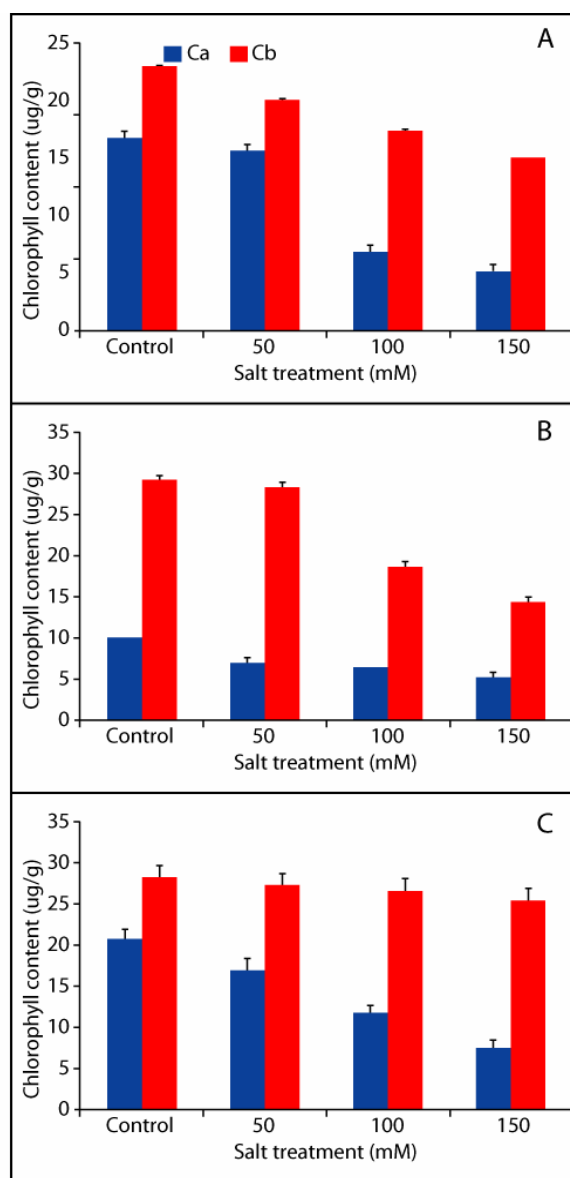 A
Ca Cb
Chlorophyll content (ug/g)
25
20
15
10
5
0
Control 50 100 150
Salt treatment (mM)
B
Chlorophyll content (ug/g)
35
30
25
20
15
10
5
0
Control 50 100 150
Salt treatment (mM)
C
Chlorophyll content (ug/g)
35
30
25
20
15
10
5
0
Control 50 100 150
Salt treatment (mM)